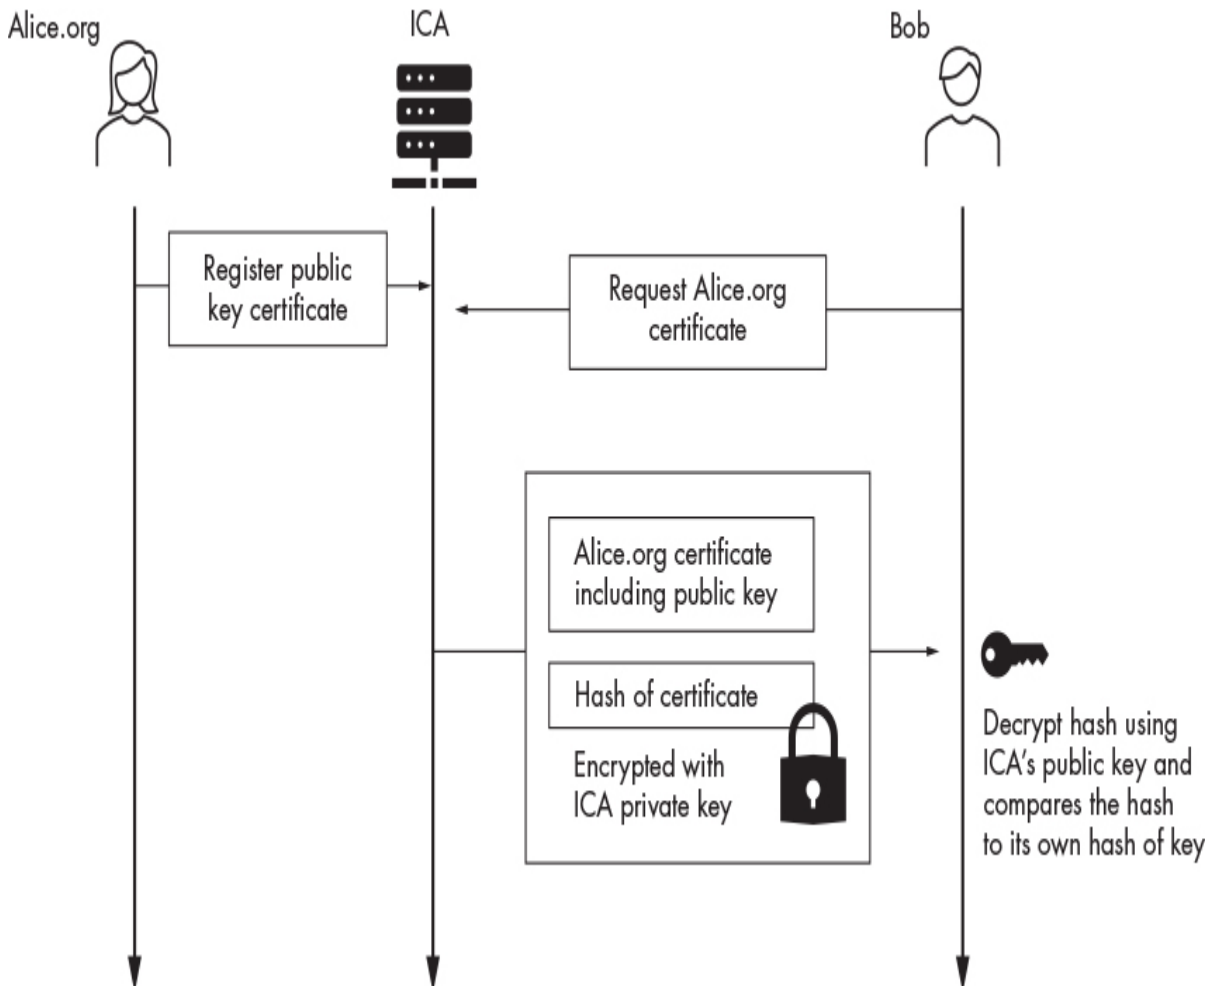 Alice.org
ICA
Bob
Register public
key certificate
Request Alice.org
certificate
Alice.org certificate
including public key
Hash of certificate
Encrypted with
ICA private key
Decrypt hash using
ICA's public key and
compares the hash
to its own hash of key